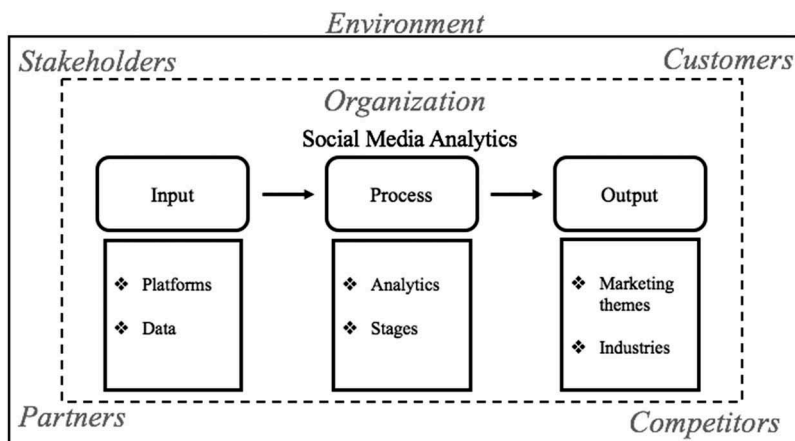 Environment
Stakeholders
Customers
Organization
Social Media Analytics
Input
Process
Output
❖ Platforms
❖ Data
❖ Analytics
❖ Stages
❖ Marketing
themes
❖ Industries
Partners
Competitors